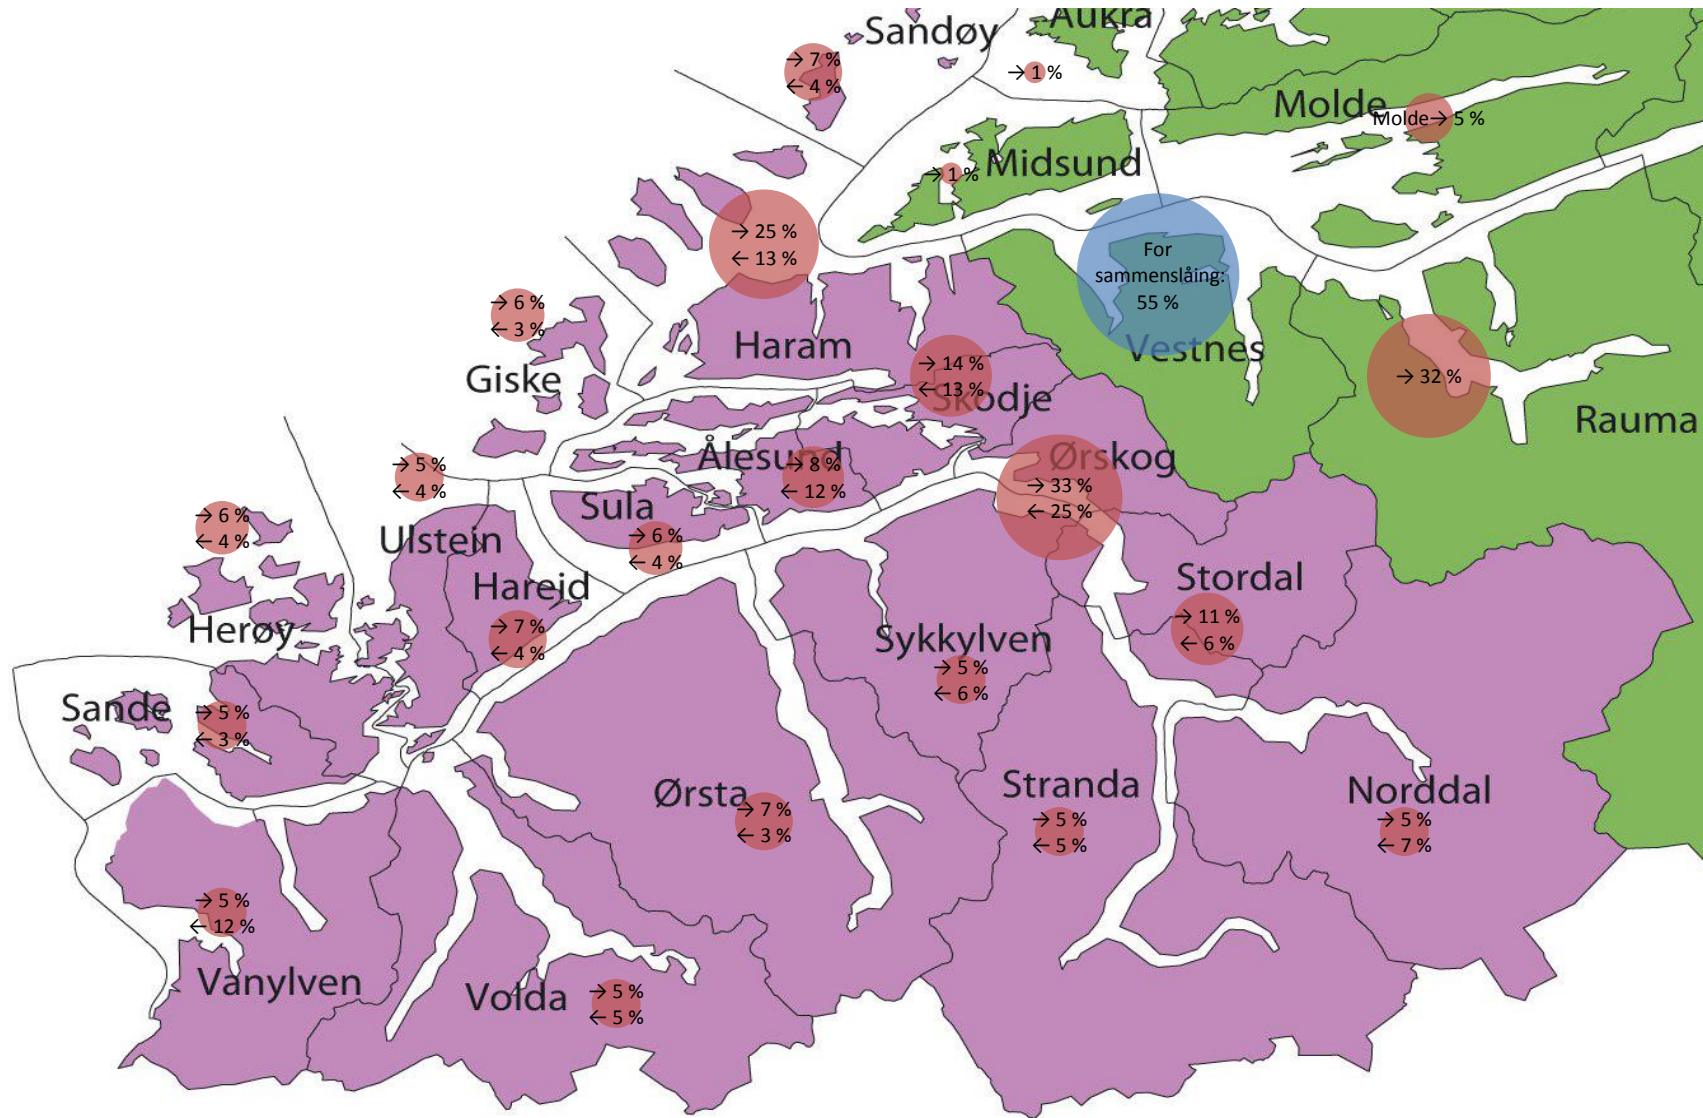 Sandøy
Aukra
→ 7 %
← 4 %
→ 1 %
Molde
Molde→ 5 %
Midsund
→ 1 %
→ 25 %
← 13 %
For
sammenslåing:
55 %
Vestnes
→ 6 %
← 3 %
Giske
Haram
→ 14 %
← 13 %
Skodje
→ 32 %
Rauma
Ålesund
→ 8 %
← 12 %
Ørskog
→ 33 %
← 25 %
→ 5 %
← 4 %
Sula
→ 6 %
← 4 %
→ 6 %
← 4 %
Ulstein
Hareid
→ 7 %
← 4 %
Stordal
→ 11 %
← 6 %
Herøy
Sykkylven
→ 5 %
← 6 %
Sande
→ 5 %
← 3 %
Ørsta
→ 7 %
← 3 %
Stranda
→ 5 %
← 5 %
Norddal
→ 5 %
← 7 %
→ 5 %
← 12 %
Vanylven
Volda
→ 5 %
← 5 %